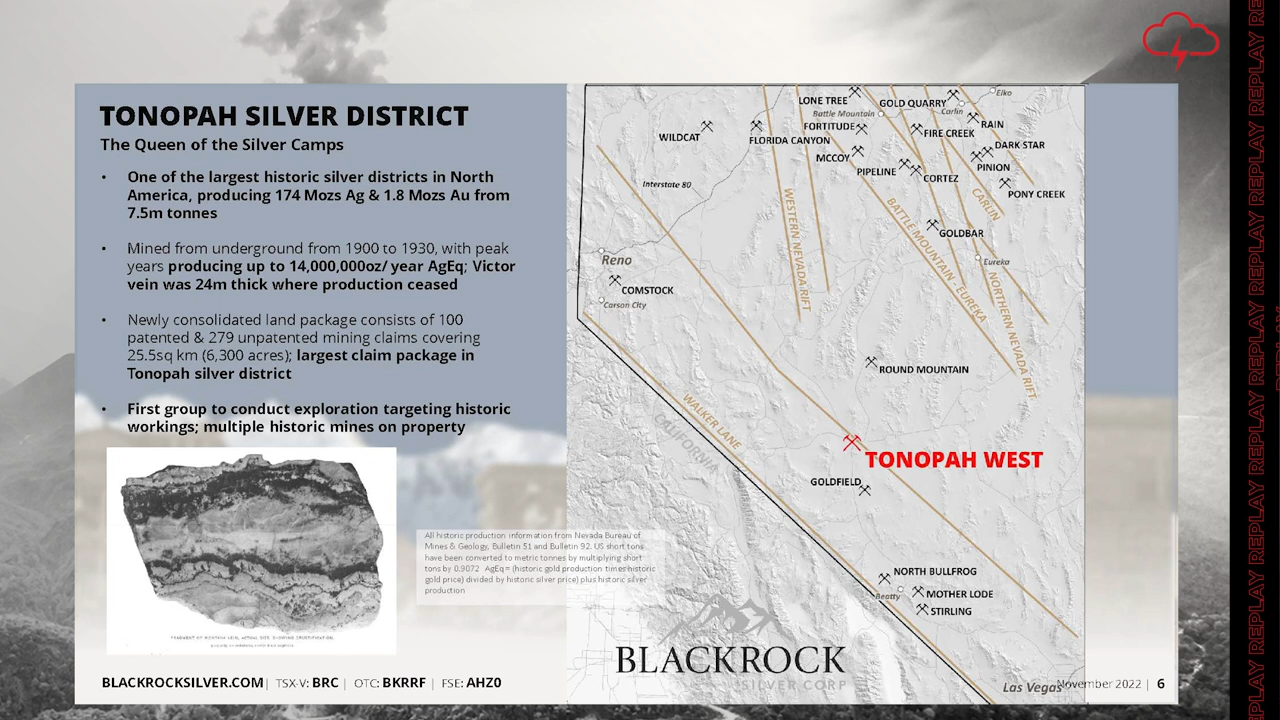 TONOPAH SILVER DISTRICT
The Queen of the Silver Camps
• One of the largest historic silver districts in North
America, producing 174 Mozs Ag & 1.8 Mozs Au from
7.5m tonnes
• Mined from underground from 1900 to 1930, with peak
years producing up to 14,000,000oz/ year AgEq; Victor
vein was 24m thick where production ceased
• Newly consolidated land package consists of 100
patented & 279 unpatented mining claims covering
25.5sq km (6,300 acres); largest claim package in
Tonopah silver district
• First group to conduct exploration targeting historic
workings; multiple historic mines on property
All historic production information from Nevada Bureau of
Mines & Geology, Bulletin 51 and Bulletin 92. US short tons
have been converted to metric tonnes by multiplying short
tons by 0.9072 AgEq = (historic gold production times historic
gold price) divided by historic silver price) plus historic silver
production
BLACKROCKSILVER.COM | TSX-V: BRC | OTC: BKRRF | FSE: AHZ0
LONE TREE
GOLD QUARRY
Elko
Battle Mountain
Carlin
WILDCAT
FLORIDA CANYON
FORTITUDE
FIRE CREEK
RAIN
DARK STAR
MCCOY
PIPELINE
CORTEZ
PINION
PONY CREEK
Interstate 80
WESTERN NEVADA RIFT
BATTLE MOUNTAIN - EUREKA
CARLIN
NORTHERN NEVADA RIFT
GOLDBAR
Reno
Eureka
COMSTOCK
Carson City
ROUND MOUNTAIN
WALKER LANE
TONOPAH WEST
GOLDFIELD
NORTH BULLFROG
Beatty
MOTHER LODE
STIRLING
BLACKROCK
Las Vegas
November 2022 | 6
REPLAY REPLAY REPLAY REPLAY REPLAY REPLAY